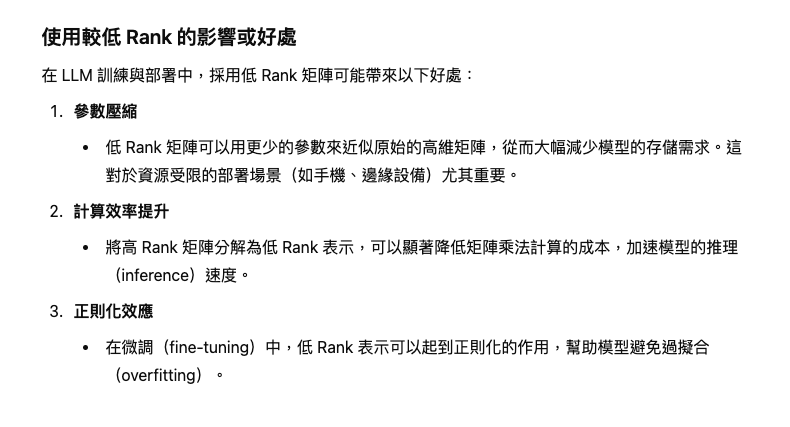 使用較低 Rank 的影響或好處
在 LLM 訓練與部署中，採用低 Rank 矩陣可能帶來以下好處：
1. 參數壓縮
• 低 Rank 矩陣可以用更少的參數來近似原始的高維矩陣，從而大幅減少模型的存儲需求。這
對於資源受限的部署場景（如手機、邊緣設備）尤其重要。
2. 計算效率提升
• 將高 Rank 矩陣分解為低 Rank 表示，可以顯著降低矩陣乘法計算的成本，加速模型的推理
（inference）速度。
3. 正則化效應
• 在微調（fine-tuning）中，低 Rank 表示可以起到正則化的作用，幫助模型避免過擬合
（overfitting）。